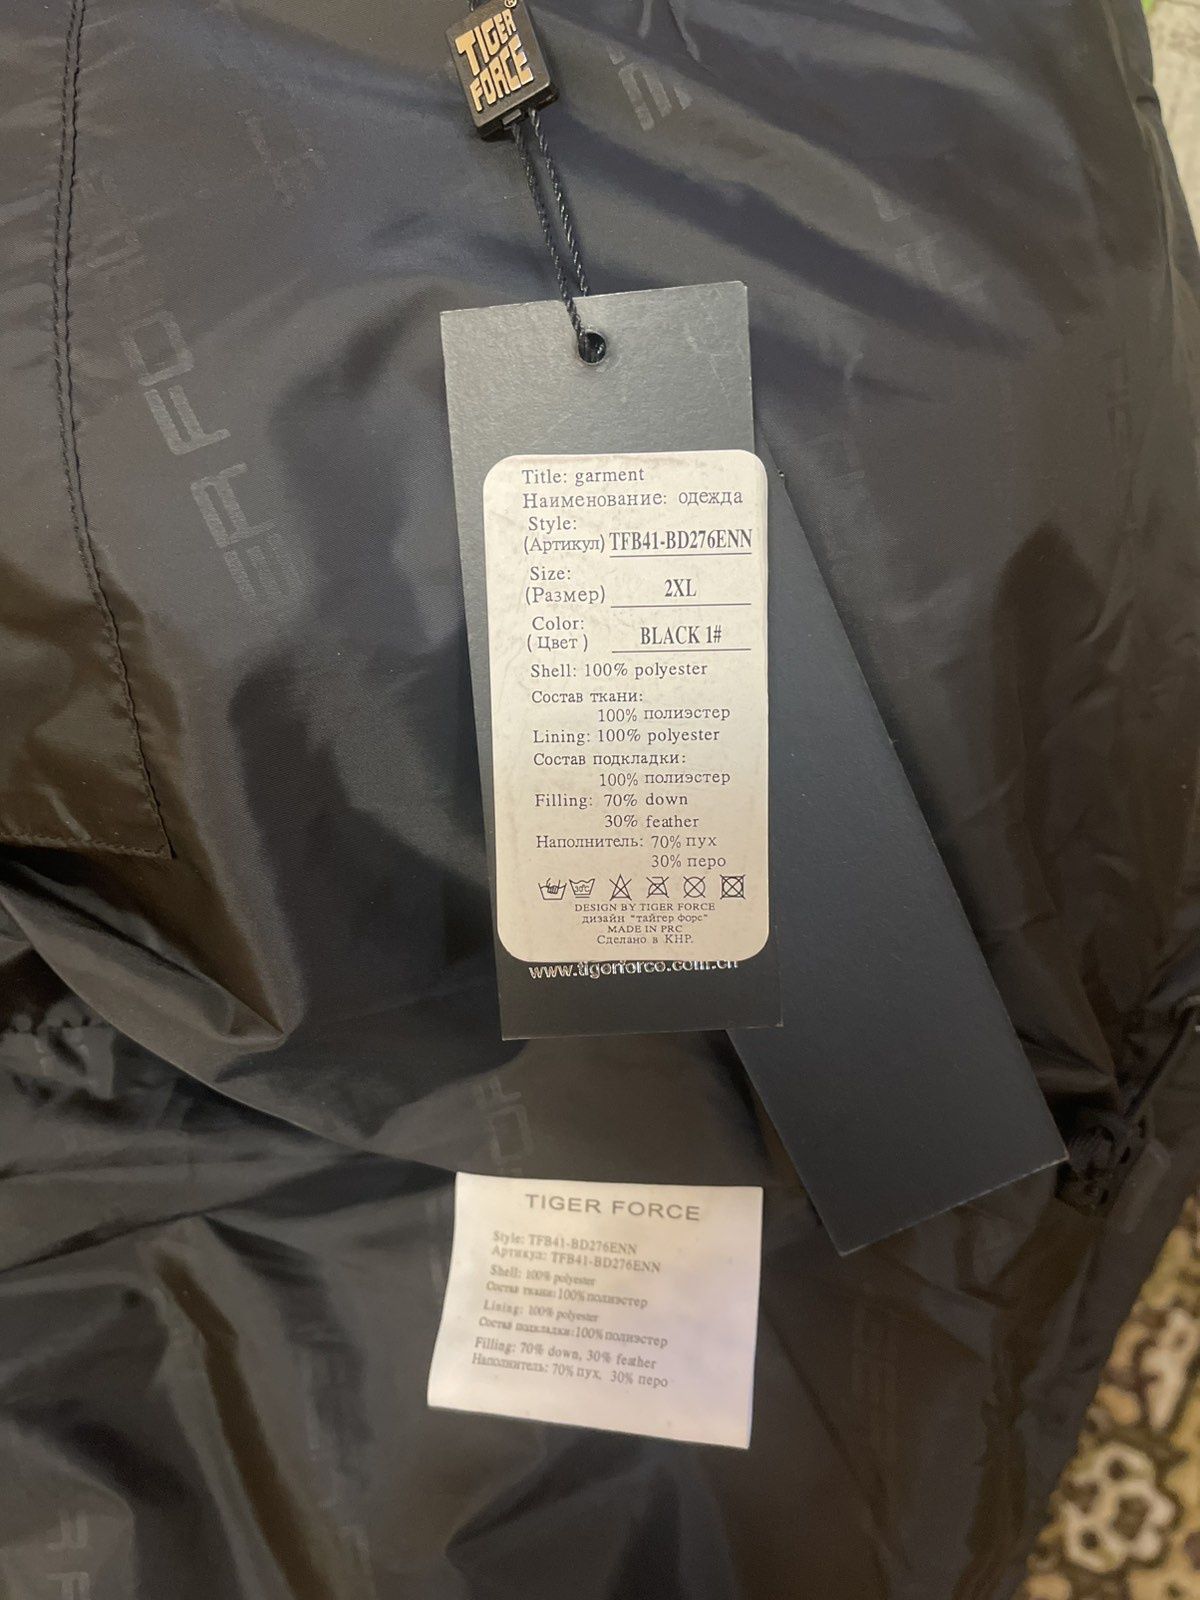 TIGER
FORCE
®
Title: garment
Наименование: одежда
Style:
(Артикул) TFB41-BD276ENN
Size:
(Размер) 2XL
Color:
( Цвет ) BLACK 1#
Shell: 100% polyester
Состав ткани:
100% полиэстер
Lining: 100% polyester
Состав подкладки:
100% полиэстер
Filling: 70% down
30% feather
Наполнитель: 70% пух
30% перо
30℃
DESIGN BY TIGER FORCE
дизайн "тайгер форс"
MADE IN PRC
Сделано в КНР.
www.tigerforce.com.cn
TIGER FORCE
Style: TFB41-BD276ENN
Артикул: TFB41-BD276ENN
Shell: 100% polyester
Состав ткани: 100% полиэстер
Lining: 100% polyester
Состав подкладки: 100% полиэстер
Filling: 70% down, 30% feather
Наполнитель: 70% пух, 30% перо